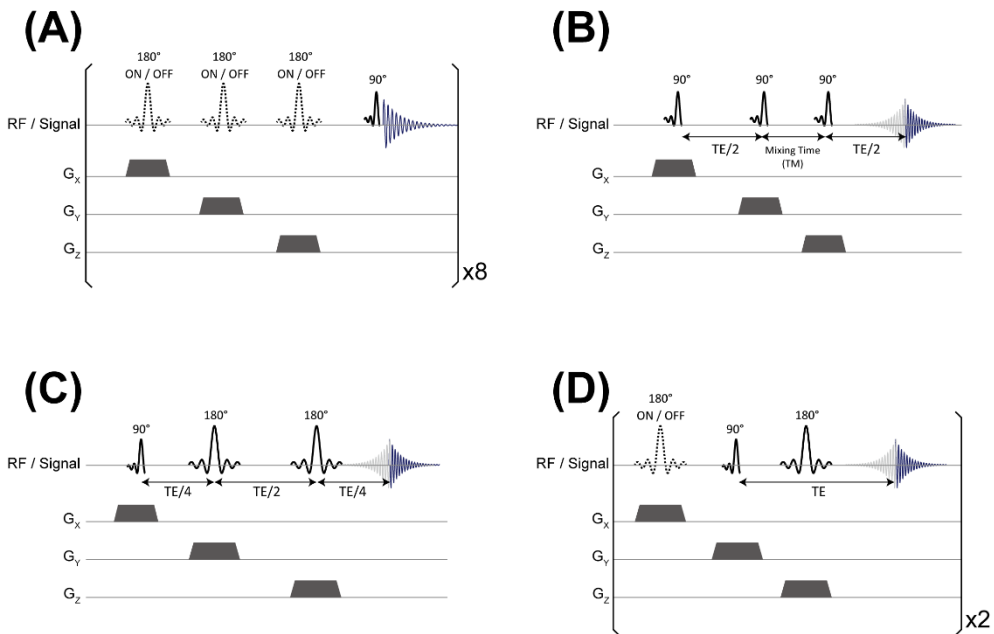 (A)
180° 180° 180°
ON / OFF ON / OFF ON / OFF
90°
RF / Signal
GX
GY
GZ
x8
(B)
90° 90° 90°
RF / Signal
TE/2 Mixing Time TE/2
(TM)
GX
GY
GZ
(C)
90° 180° 180°
RF / Signal
TE/4 TE/2 TE/4
GX
GY
GZ
(D)
180°
ON / OFF
90° 180°
RF / Signal
TE
GX
GY
GZ
x2